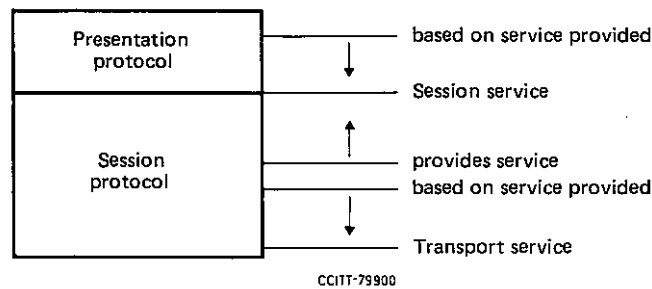 Presentation
protocol
based on service provided
Session service
Session
protocol
provides service
based on service provided
Transport service
CCITT-79900